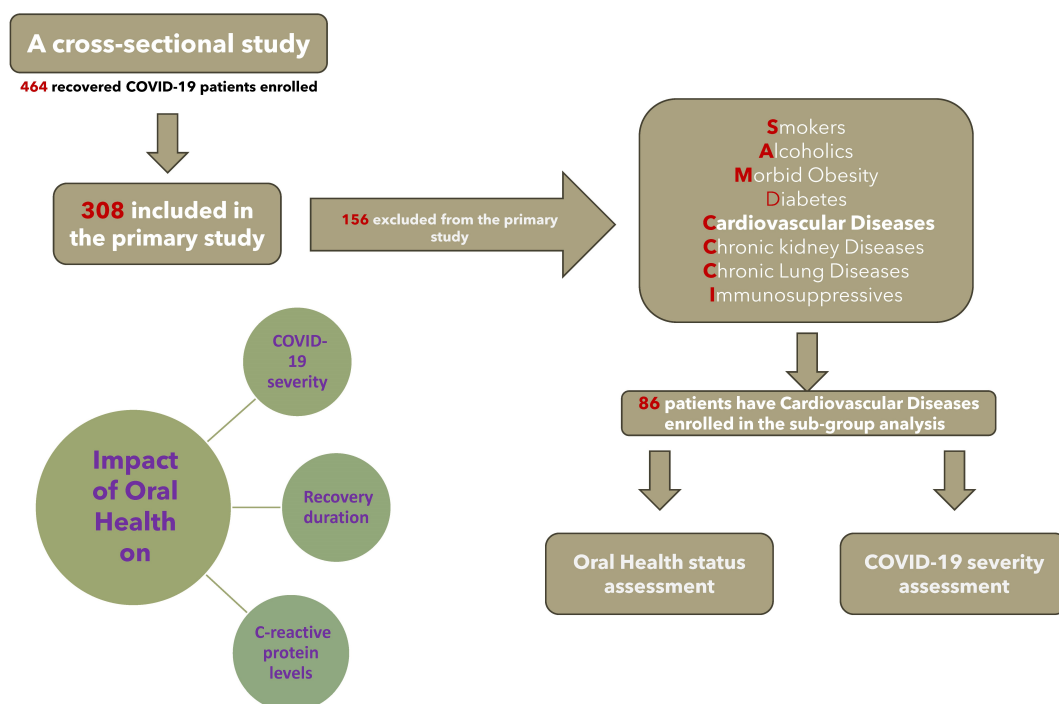 A cross-sectional study
464 recovered COVID-19 patients enrolled
308 included in
the primary study
156 excluded from the primary
study
Smokers
Alcoholics
Morbid Obesity
Diabetes
Cardiovascular Diseases
Chronic kidney Diseases
Chronic Lung Diseases
Immunosuppressives
86 patients have Cardiovascular Diseases
enrolled in the sub-group analysis
Oral Health status
assessment
COVID-19 severity
assessment
Impact
of Oral
Health
on
COVID-
19
severity
Recovery
duration
C-reactive
protein
levels